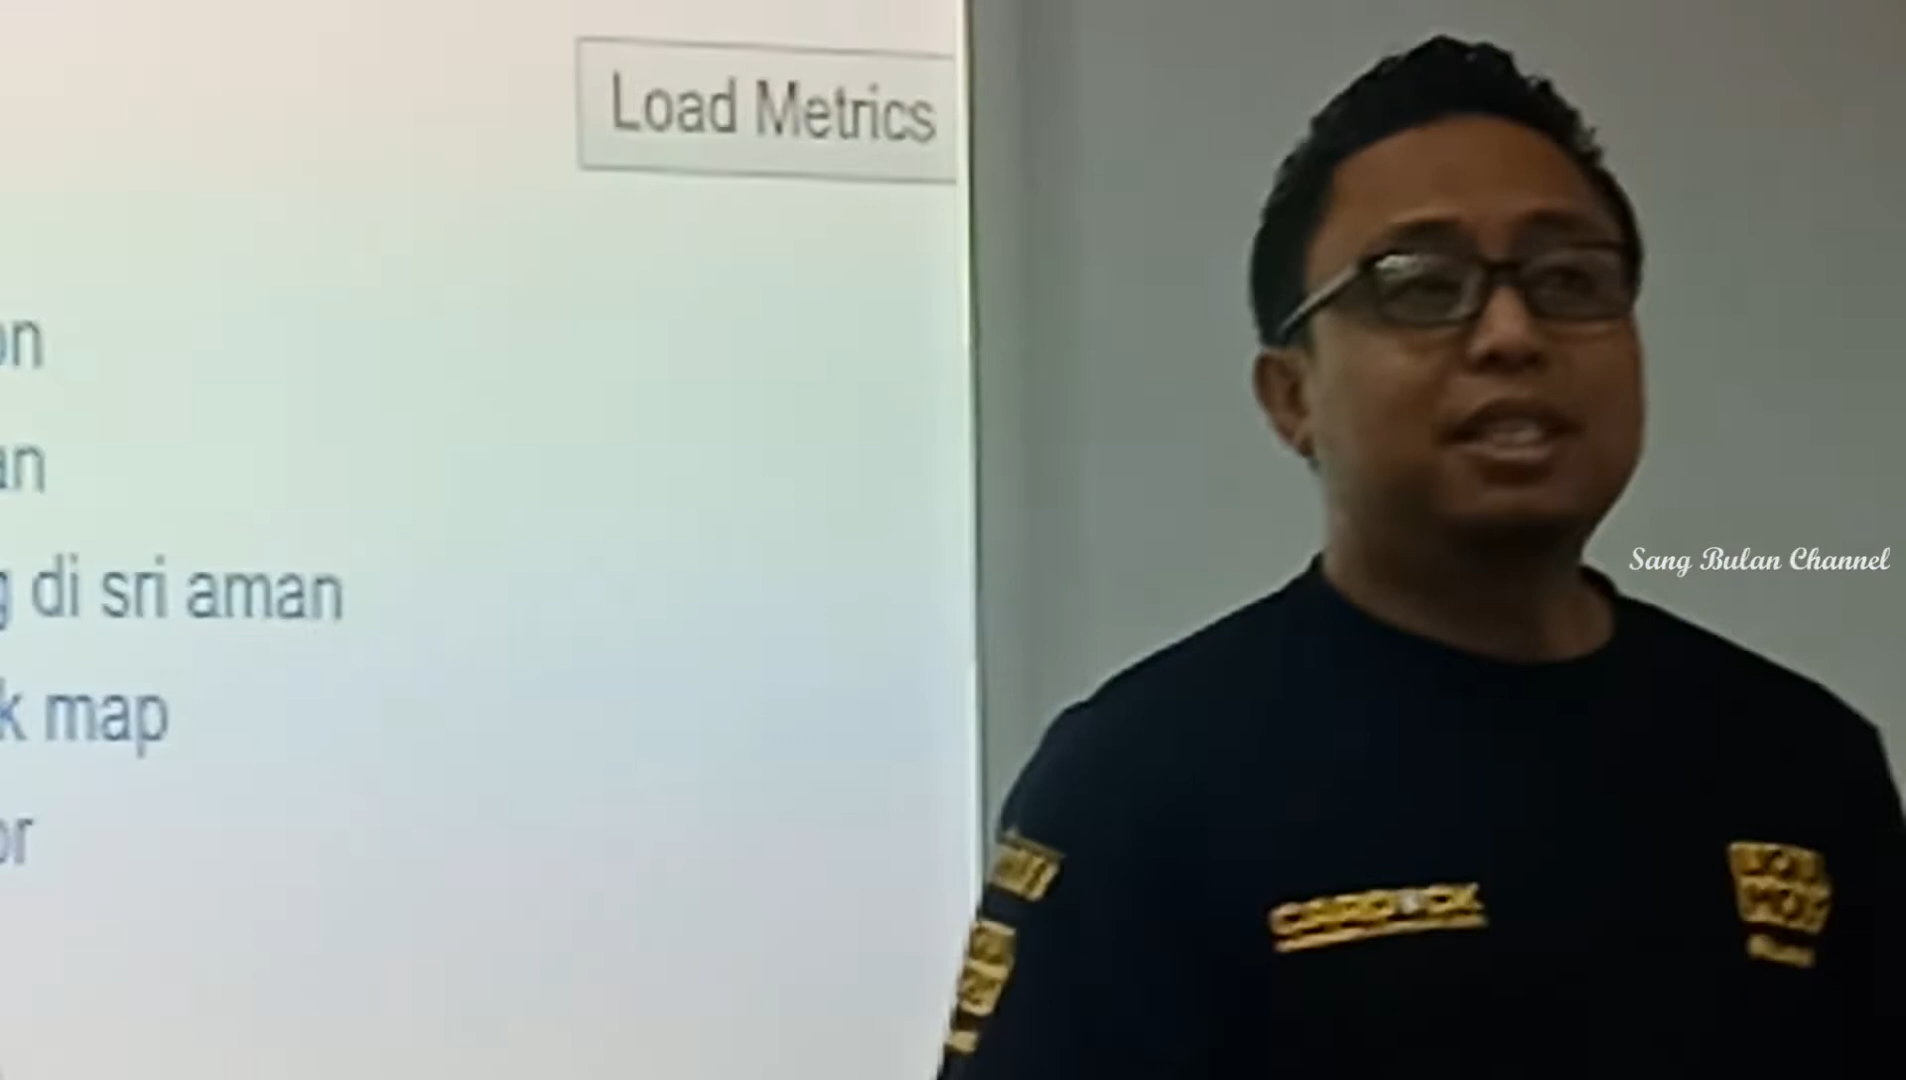 Load Metrics
on
an
g di sri aman
k map
or
Sang Bulan Channel